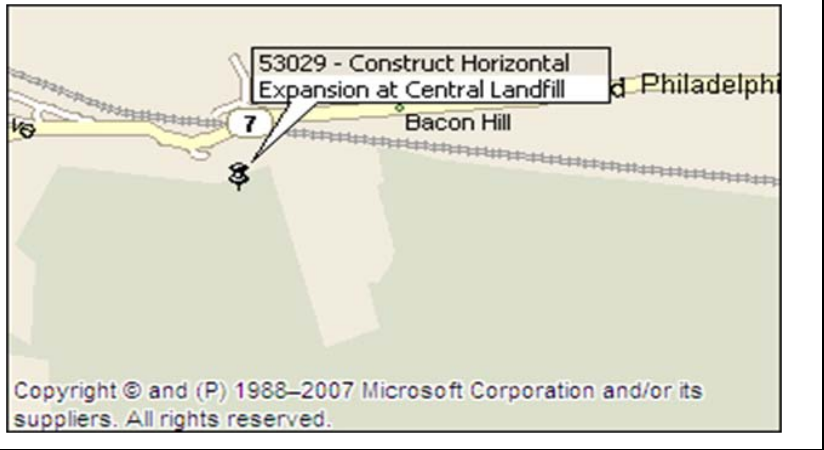 53029 - Construct Horizontal
Expansion at Central Landfill
d Philadelphi
7
Bacon Hill
Copyright © and (P) 1988–2007 Microsoft Corporation and/or its
suppliers. All rights reserved.